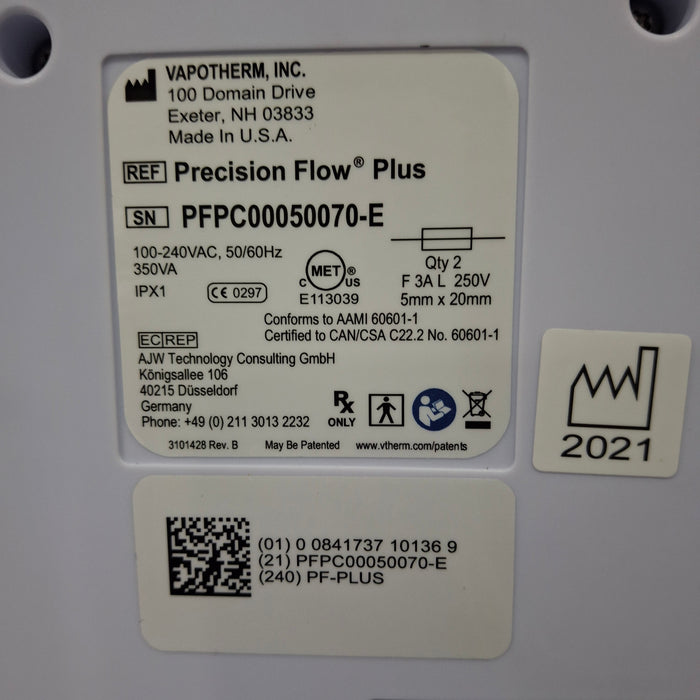 VAPOTHERM, INC.
100 Domain Drive
Exeter, NH 03833
Made In U.S.A.
REF Precision Flow® Plus
SN PFPC00050070-E
100-240VAC, 50/60Hz
350VA
IPX1
CE 0297
C MET ® US
E113039
Qty 2
F 3A L 250V
5mm x 20mm
Conforms to AAMI 60601-1
Certified to CAN/CSA C22.2 No. 60601-1
EC REP
AJW Technology Consulting GmbH
Königsallee 106
40215 Düsseldorf
Germany
Phone: +49 (0) 211 3013 2232
Rx
ONLY
3101428 Rev. B May Be Patented www.vtherm.com/patents
2021
(01) 0 0841737 10136 9
(21) PFPC00050070-E
(240) PF-PLUS